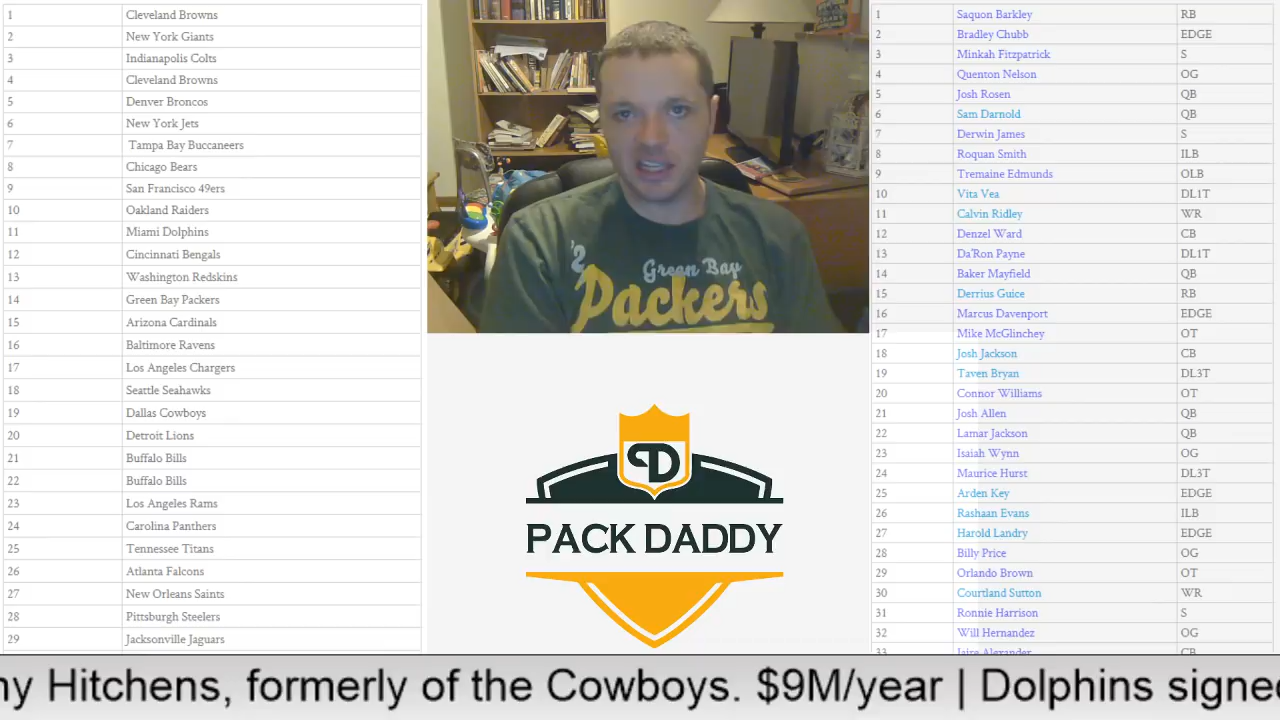 1 Cleveland Browns
2 New York Giants
3 Indianapolis Colts
4 Cleveland Browns
5 Denver Broncos
6 New York Jets
7 Tampa Bay Buccaneers
8 Chicago Bears
9 San Francisco 49ers
10 Oakland Raiders
11 Miami Dolphins
12 Cincinnati Bengals
13 Washington Redskins
14 Green Bay Packers
15 Arizona Cardinals
16 Baltimore Ravens
17 Los Angeles Chargers
18 Seattle Seahawks
19 Dallas Cowboys
20 Detroit Lions
21 Buffalo Bills
22 Buffalo Bills
23 Los Angeles Rams
24 Carolina Panthers
25 Tennessee Titans
26 Atlanta Falcons
27 New Orleans Saints
28 Pittsburgh Steelers
29 Jacksonville Jaguars
'2
Green Bay
Packers
PD
PACK DADDY
1 Saquon Barkley RB
2 Bradley Chubb EDGE
3 Minkah Fitzpatrick S
4 Quenton Nelson OG
5 Josh Rosen QB
6 Sam Darnold QB
7 Derwin James S
8 Roquan Smith ILB
9 Tremaine Edmunds OLB
10 Vita Vea DL1T
11 Calvin Ridley WR
12 Denzel Ward CB
13 Da'Ron Payne DL1T
14 Baker Mayfield QB
15 Derrius Guice RB
16 Marcus Davenport EDGE
17 Mike McGlinchey OT
18 Josh Jackson CB
19 Taven Bryan DL3T
20 Connor Williams OT
21 Josh Allen QB
22 Lamar Jackson QB
23 Isaiah Wynn OG
24 Maurice Hurst DL3T
25 Arden Key EDGE
26 Rashaan Evans ILB
27 Harold Landry EDGE
28 Billy Price OG
29 Orlando Brown OT
30 Courtland Sutton WR
31 Ronnie Harrison S
32 Will Hernandez OG
33 Jaire Alexander CB
ny Hitchens, formerly of the Cowboys. $9M/year | Dolphins signe